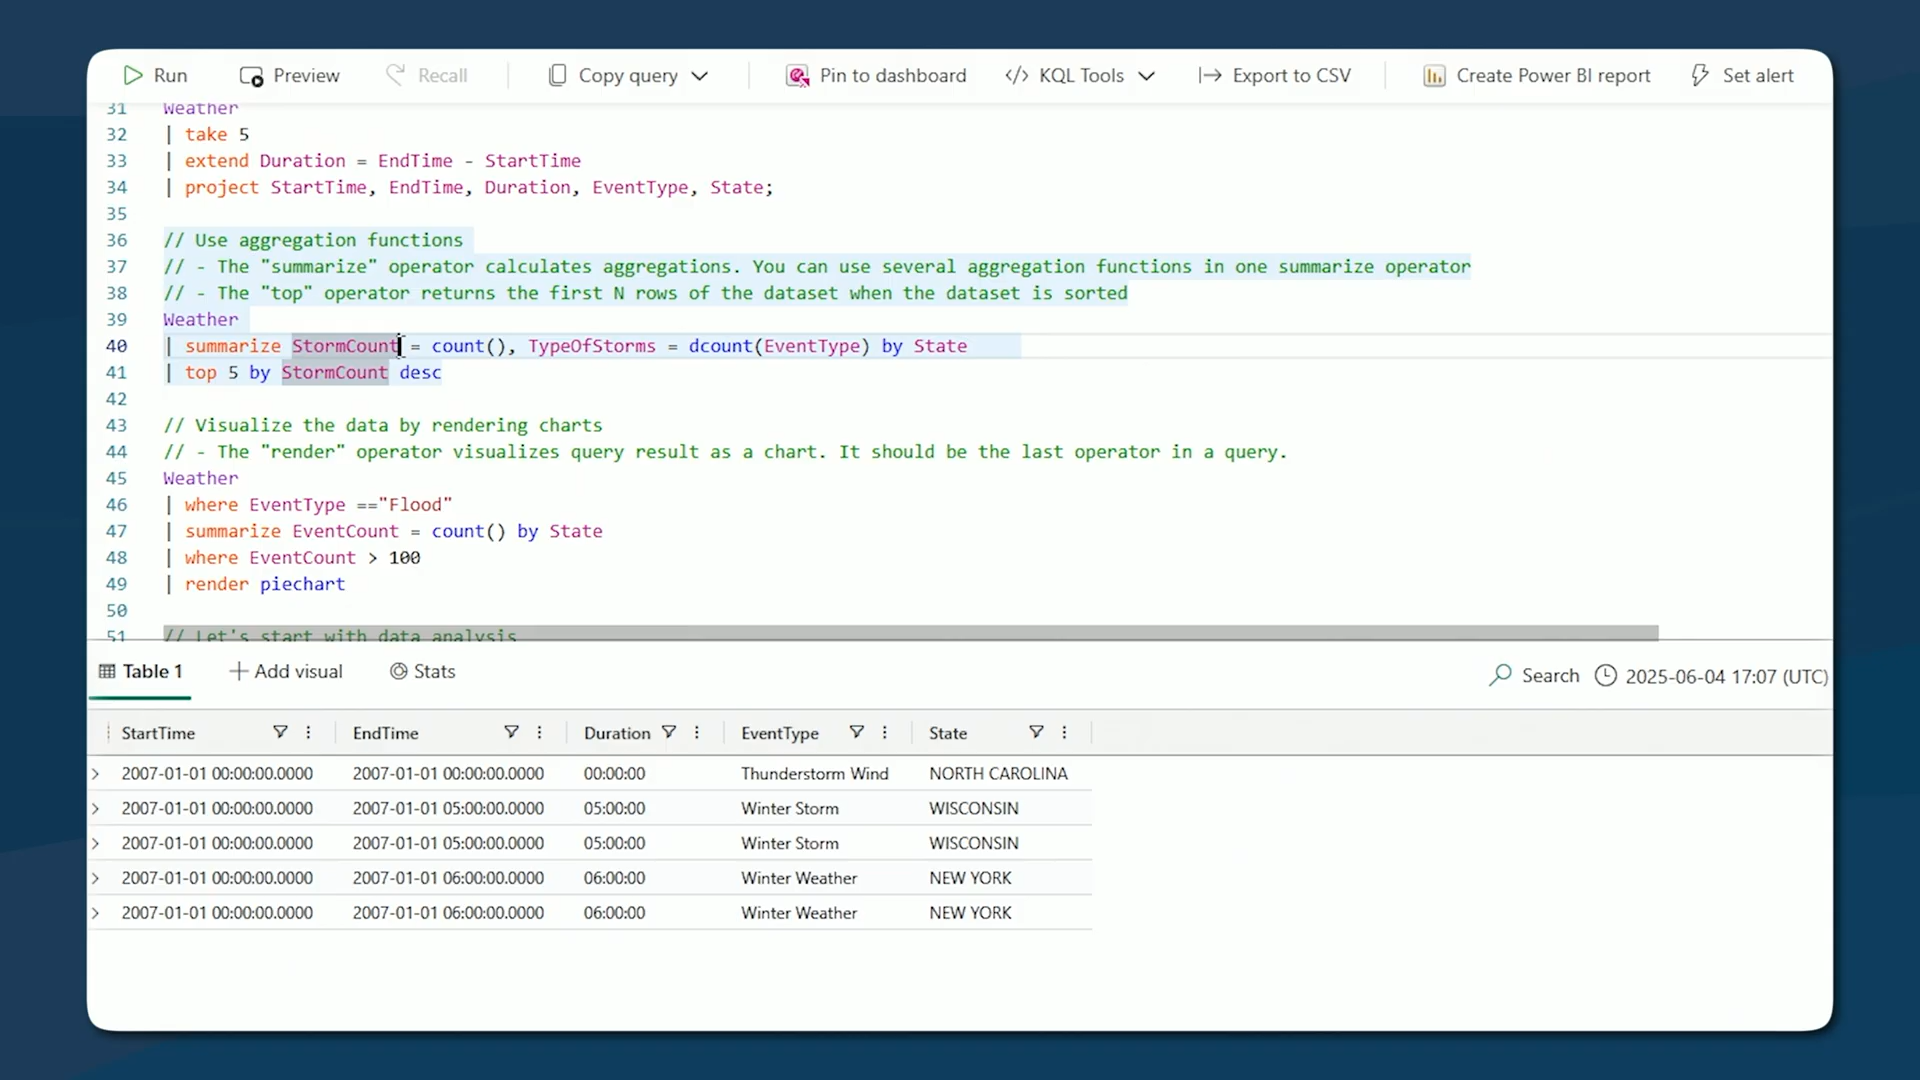 Run Preview Recall Copy query Pin to dashboard </> KQL Tools Export to CSV Create Power BI report Set alert
31 Weather
32 | take 5
33 | extend Duration = EndTime - StartTime
34 | project StartTime, EndTime, Duration, EventType, State;
35
36 // Use aggregation functions
37 // - The "summarize" operator calculates aggregations. You can use several aggregation functions in one summarize operator
38 // - The "top" operator returns the first N rows of the dataset when the dataset is sorted
39 Weather
40 | summarize StormCount = count(), TypeOfStorms = dcount(EventType) by State
41 | top 5 by StormCount desc
42
43 // Visualize the data by rendering charts
44 // - The "render" operator visualizes query result as a chart. It should be the last operator in a query.
45 Weather
46 | where EventType =="Flood"
47 | summarize EventCount = count() by State
48 | where EventCount > 100
49 | render piechart
50
51 // Let's start with data analysis
Table 1 + Add visual Stats Search 2025-06-04 17:07 (UTC)
StartTime EndTime Duration EventType State
2007-01-01 00:00:00.0000 2007-01-01 00:00:00.0000 00:00:00 Thunderstorm Wind NORTH CAROLINA
2007-01-01 00:00:00.0000 2007-01-01 05:00:00.0000 05:00:00 Winter Storm WISCONSIN
2007-01-01 00:00:00.0000 2007-01-01 05:00:00.0000 05:00:00 Winter Storm WISCONSIN
2007-01-01 00:00:00.0000 2007-01-01 06:00:00.0000 06:00:00 Winter Weather NEW YORK
2007-01-01 00:00:00.0000 2007-01-01 06:00:00.0000 06:00:00 Winter Weather NEW YORK